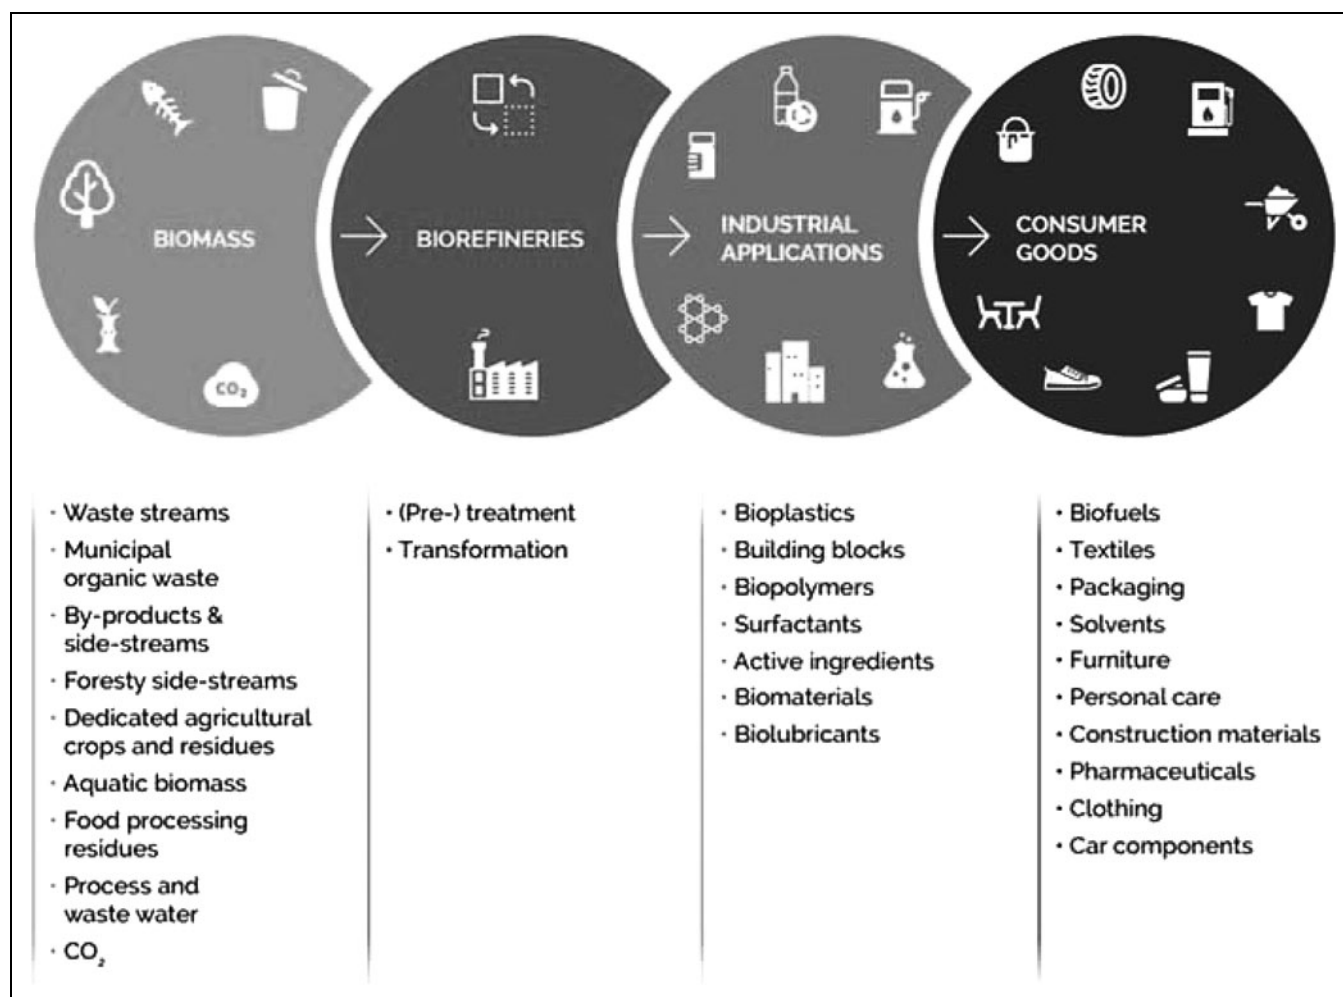 BIOMASS
BIOREFINERIES
INDUSTRIAL
APPLICATIONS
CONSUMER
GOODS
CO₂
· Waste streams
· Municipal
organic waste
· By-products &
side-streams
· Foresty side-streams
· Dedicated agricultural
crops and residues
· Aquatic biomass
· Food processing
residues
· Process and
waste water
· CO₂
· (Pre-) treatment
· Transformation
· Bioplastics
· Building blocks
· Biopolymers
· Surfactants
· Active ingredients
· Biomaterials
· Biolubricants
· Biofuels
· Textiles
· Packaging
· Solvents
· Furniture
· Personal care
· Construction materials
· Pharmaceuticals
· Clothing
· Car components